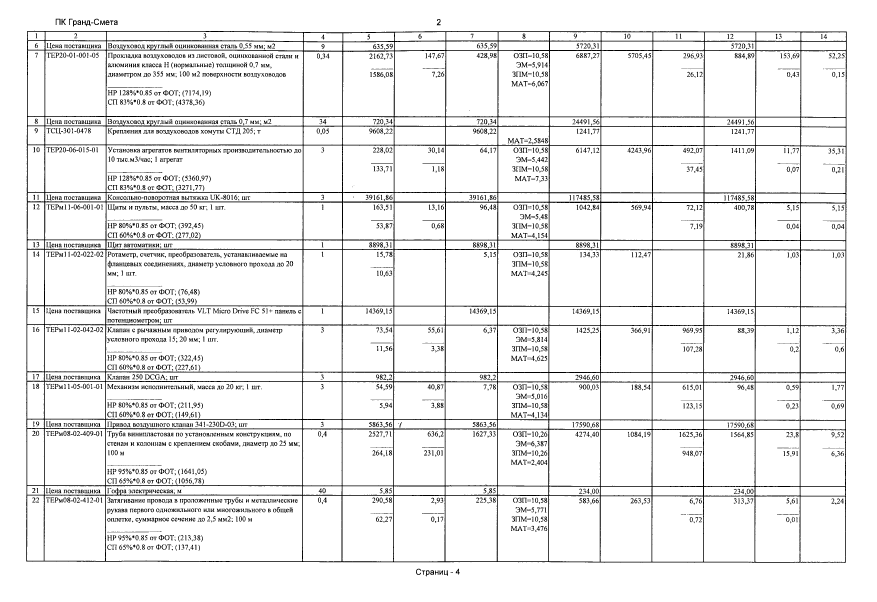 ПК Гранд-Смета 2
1 2 3 4 5 6 7 8 9 10 11 12 13 14
6 Цена поставщика Воздуховод круглый оцинкованная сталь 0,55 мм; м2 9 635,59 635,59 5720,31 5720,31
7 ТЕР20-01-001-05 Прокладка воздуховодов из листовой, оцинкованной стали и 0,34 2162,73 147,67 428,98 ОЗП=10,58 6887,27 5705,45 296,93 884,89 153,69 52,25
алюминия класса Н (нормальные) толщиной 0,7 мм, ЭМ=5,914
диаметром до 355 мм; 100 м2 поверхности воздуховодов 1586,08 7,26 ЗПМ=10,58 26,12 0,43 0,15
МАТ=6,067
НР 128%*0.85 от ФОТ; (7174,19)
СП 83%*0.8 от ФОТ; (4378,36)
8 Цена поставщика Воздуховод круглый оцинкованная сталь 0,7 мм; м2 34 720,34 720,34 24491,56 24491,56
9 ТСЦ-301-0478 Крепления для воздуховодов хомуты СТД 205; т 0,05 9608,22 9608,22 1241,77 1241,77
МАТ=2,5848
10 ТЕР20-06-015-01 Установка агрегатов вентиляторных производительностью до 3 228,02 30,14 64,17 ОЗП=10,58 6147,12 4243,96 492,07 1411,09 11,77 35,31
10 тыс.м3/час; 1 агрегат ЭМ=5,442
133,71 1,18 ЗПМ=10,58 37,45 0,07 0,21
НР 128%*0.85 от ФОТ; (5360,97) МАТ=7,33
СП 83%*0.8 от ФОТ; (3271,77)
11 Цена поставщика Консольно-поворотная вытяжка UK-8016; шт 3 39161,86 39161,86 117485,58 117485,58
12 ТЕРм11-06-001-01 Щиты и пульты, масса до 50 кг; 1 шт. 1 163,51 13,16 96,48 ОЗП=10,58 1042,84 569,94 72,12 400,78 5,15 5,15
ЭМ=5,48
НР 80%*0.85 от ФОТ; (392,45) 53,87 0,68 ЗПМ=10,58 7,19 0,04 0,04
СП 60%*0.8 от ФОТ; (277,02) МАТ=4,154
13 Цена поставщика Щит автоматики; шт 1 8898,31 8898,31 8898,31 8898,31
14 ТЕРм11-02-022-02 Ротаметр, счетчик, преобразователь, устанавливаемые на 1 15,78 5,15 ОЗП=10,58 134,33 112,47 21,86 1,03 1,03
фланцевых соединениях, диаметр условного прохода до 20 ЗПМ=10,58
мм; 1 шт. 10,63 МАТ=4,245
НР 80%*0.85 от ФОТ; (76,48)
СП 60%*0.8 от ФОТ; (53,99)
15 Цена поставщика Частотный преобразователь VLT Micro Drive FC 51+ панель с 1 14369,15 14369,15 14369,15 14369,15
потенциометром; шт
16 ТЕРм11-02-042-02 Клапан с рычажным приводом регулирующий, диаметр 3 73,54 55,61 6,37 ОЗП=10,58 1425,25 366,91 969,95 88,39 1,12 3,36
условного прохода 15; 20 мм; 1 шт. ЭМ=5,814
11,56 3,38 ЗПМ=10,58 107,28 0,2 0,6
НР 80%*0.85 от ФОТ; (322,45) МАТ=4,625
СП 60%*0.8 от ФОТ; (227,61)
17 Цена поставщика Клапан 250 DCGA; шт 3 982,2 982,2 2946,60 2946,60
18 ТЕРм11-05-001-01 Механизм исполнительный, масса до 20 кг; 1 шт. 3 54,59 40,87 7,78 ОЗП=10,58 900,03 188,54 615,01 96,48 0,59 1,77
ЭМ=5,016
НР 80%*0.85 от ФОТ; (211,95) 5,94 3,88 ЗПМ=10,58 123,15 0,23 0,69
СП 60%*0.8 от ФОТ; (149,61) МАТ=4,134
19 Цена поставщика Привод воздушного клапан 341-230D-03; шт 3 5863,56 5863,56 17590,68 17590,68
20 ТЕРм08-02-409-01 Труба винипластовая по установленным конструкциям, по 0,4 2527,71 636,2 1627,33 ОЗП=10,26 4274,40 1084,19 1625,36 1564,85 23,8 9,52
стенам и колоннам с креплением скобами, диаметр до 25 мм; ЭМ=6,387
100 м 264,18 231,01 ЗПМ=10,26 948,07 15,91 6,36
МАТ=2,404
НР 95%*0.85 от ФОТ; (1641,05)
СП 65%*0.8 от ФОТ; (1056,78)
21 Цена поставщика Гофра электрическая; м 40 5,85 5,85 234,00 234,00
22 ТЕРм08-02-412-01 Затягивание провода в проложенные трубы и металлические 0,4 290,58 2,93 225,38 ОЗП=10,58 583,66 263,53 6,76 313,37 5,61 2,24
рукава первого одножильного или многожильного в общей ЭМ=5,771
оплетке, суммарное сечение до 2,5 мм2; 100 м 62,27 0,17 ЗПМ=10,58 0,72 0,01
МАТ=3,476
НР 95%*0.85 от ФОТ; (213,38)
СП 65%*0.8 от ФОТ; (137,41)
Страниц - 4